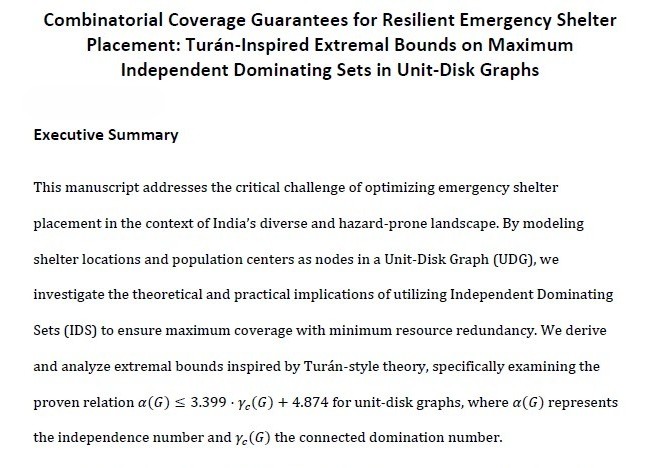 Combinatorial Coverage Guarantees for Resilient Emergency Shelter
Placement: Turán-Inspired Extremal Bounds on Maximum
Independent Dominating Sets in Unit-Disk Graphs
Executive Summary
This manuscript addresses the critical challenge of optimizing emergency shelter
placement in the context of India's diverse and hazard-prone landscape. By modeling
shelter locations and population centers as nodes in a Unit-Disk Graph (UDG), we
investigate the theoretical and practical implications of utilizing Independent Dominating
Sets (IDS) to ensure maximum coverage with minimum resource redundancy. We derive
and analyze extremal bounds inspired by Turán-style theory, specifically examining the
proven relation α(G) ≤ 3.399 · γc(G) + 4.874 for unit-disk graphs, where α(G) represents
the independence number and γc(G) the connected domination number.